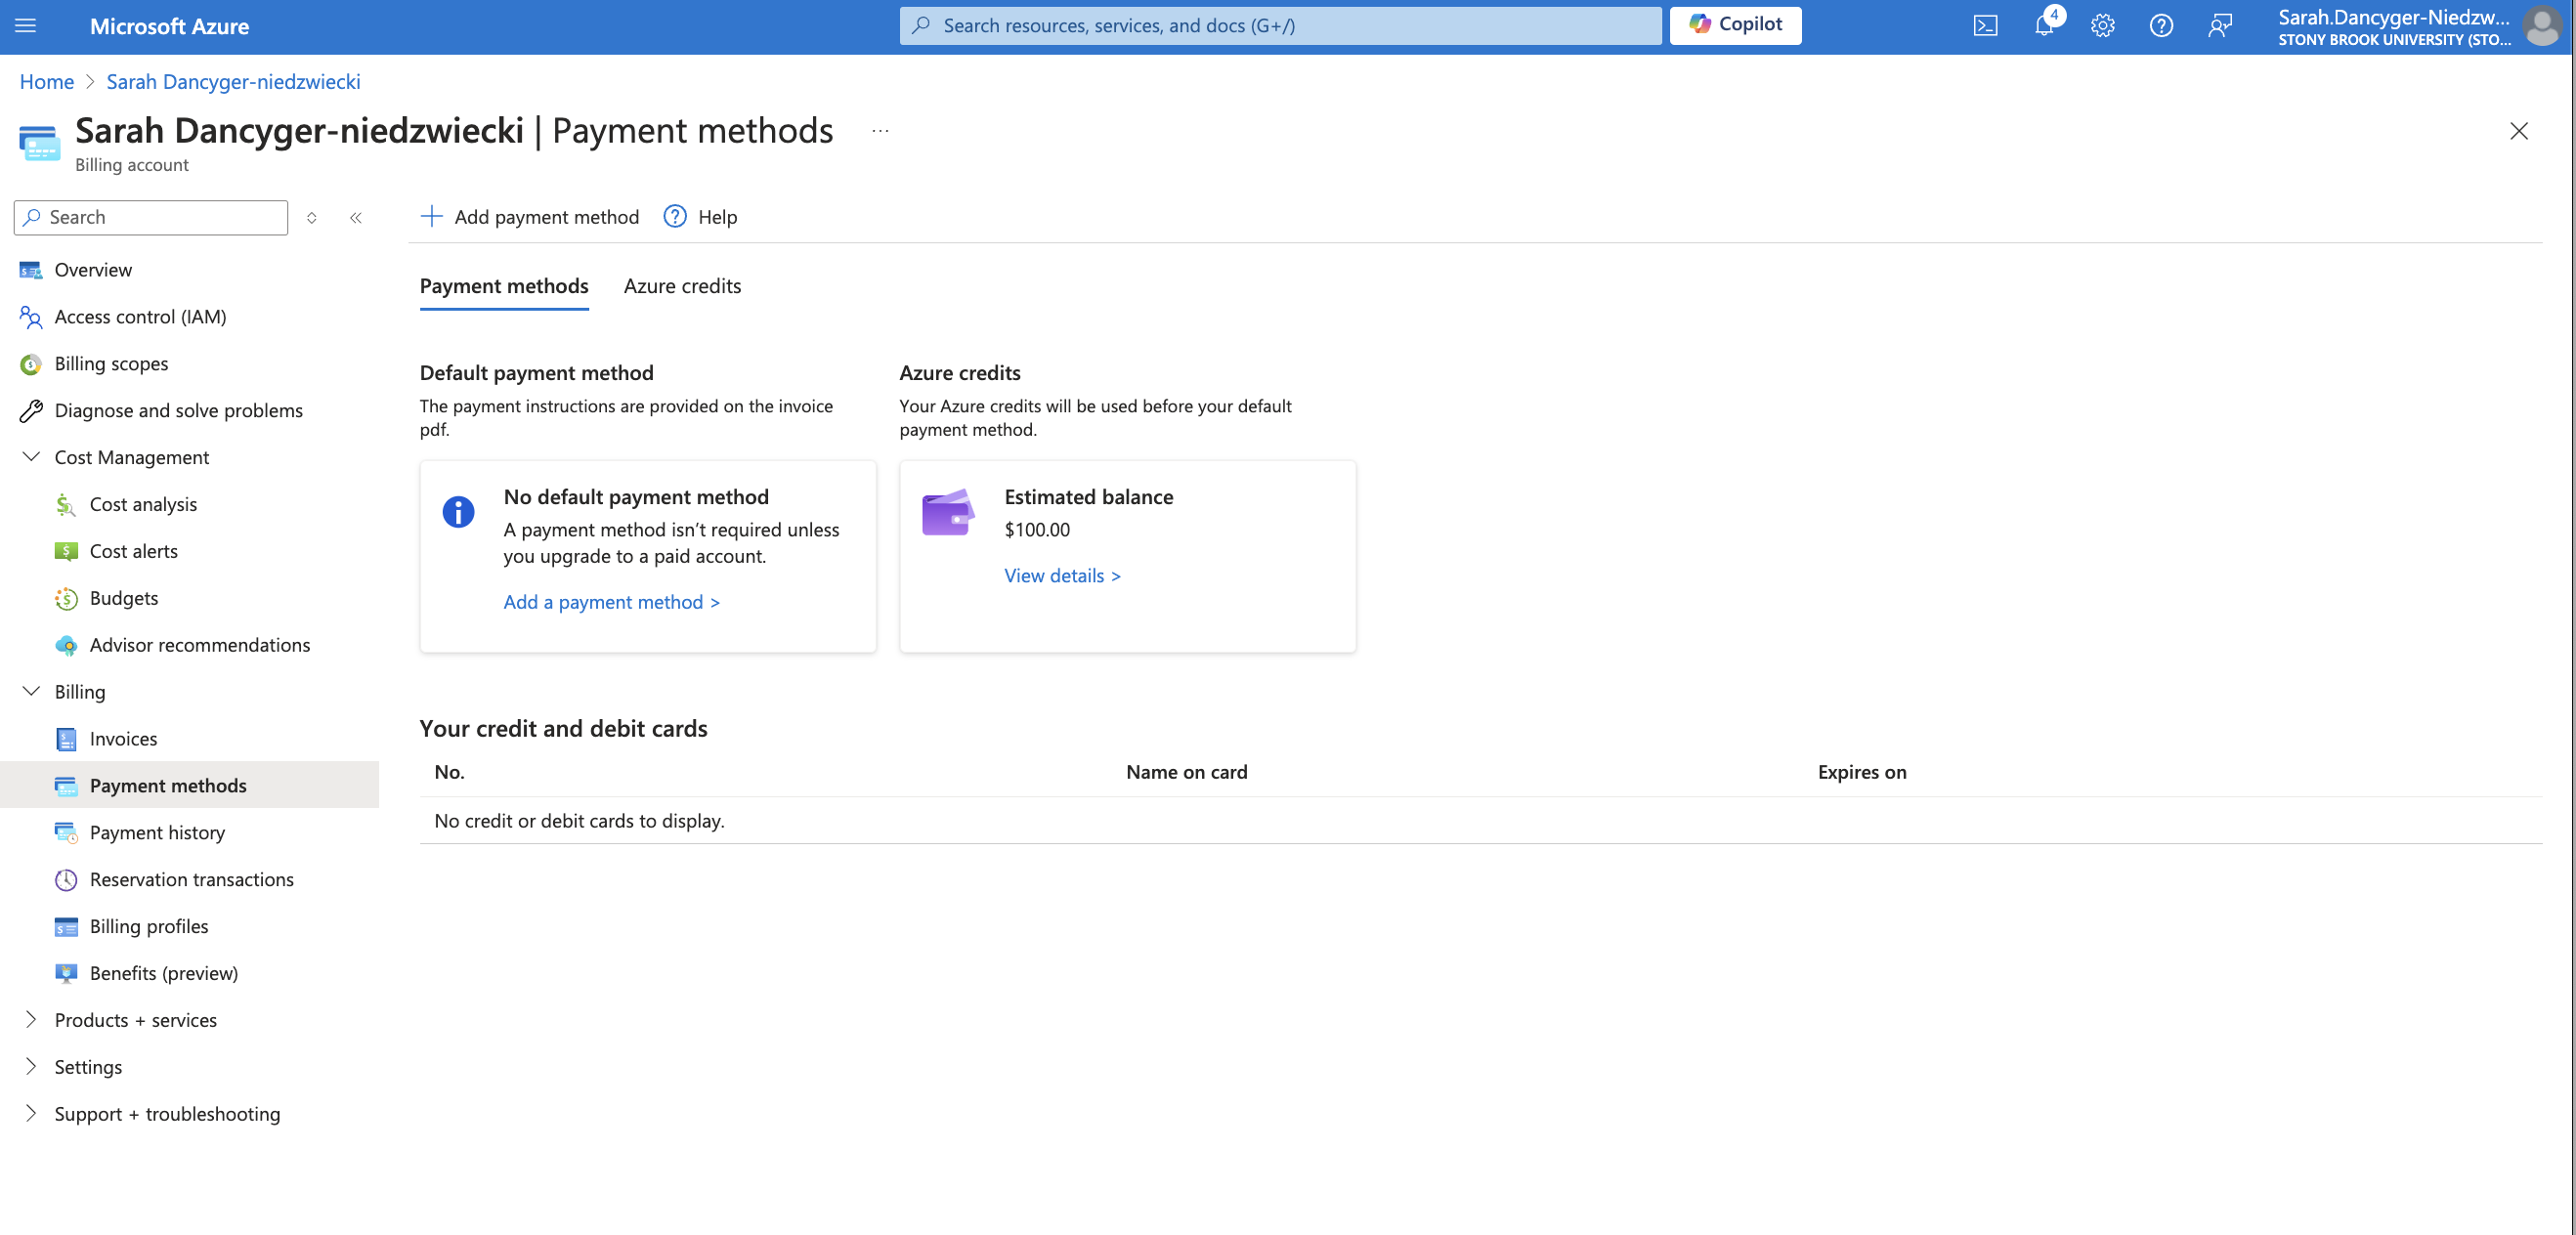 Microsoft Azure
Search resources, services, and docs (G+/)
Copilot
4
Sarah.Dancyger-Niedzw...
STONY BROOK UNIVERSITY (STO...
Home > Sarah Dancyger-niedzwiecki
Sarah Dancyger-niedzwiecki | Payment methods ...
Billing account
Search
Add payment method
Help
Overview
Access control (IAM)
Billing scopes
Diagnose and solve problems
Cost Management
Cost analysis
Cost alerts
Budgets
Advisor recommendations
Billing
Invoices
Payment methods
Payment history
Reservation transactions
Billing profiles
Benefits (preview)
Products + services
Settings
Support + troubleshooting
Payment methods
Azure credits
Default payment method
The payment instructions are provided on the invoice
pdf.
No default payment method
A payment method isn’t required unless
you upgrade to a paid account.
Add a payment method >
Azure credits
Your Azure credits will be used before your default
payment method.
Estimated balance
$100.00
View details >
Your credit and debit cards
No. Name on card Expires on
No credit or debit cards to display.